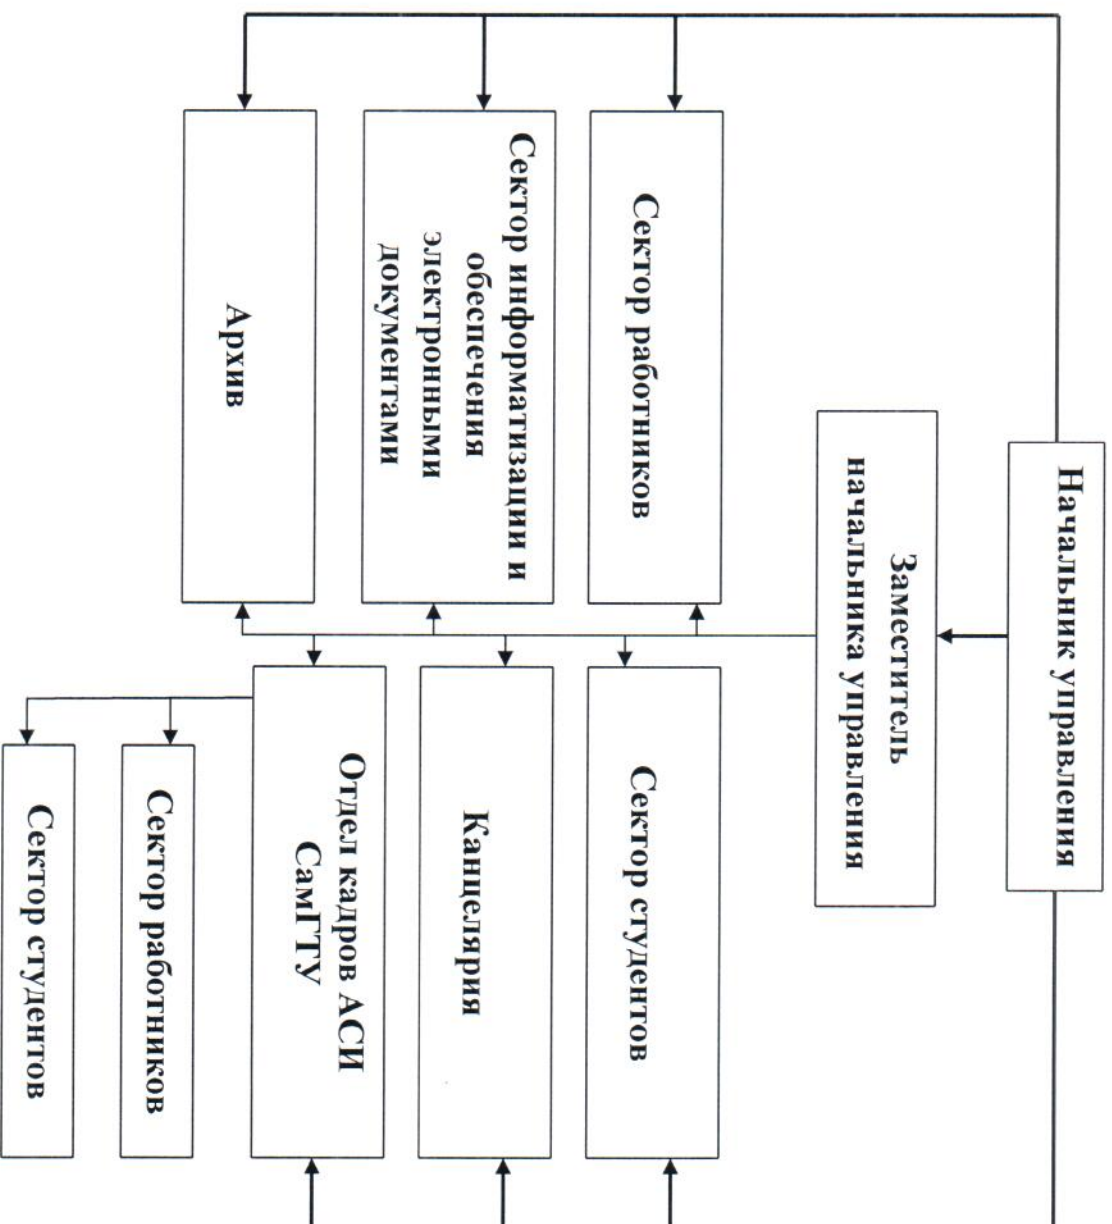 Начальник управления
Заместитель
начальника управления
Сектор работников
Сектор студентов
Сектор информатизации и
обеспечения
электронными
документами
Канцелярия
Архив
Отдел кадров АСИ
СамГТУ
Сектор работников
Сектор студентов